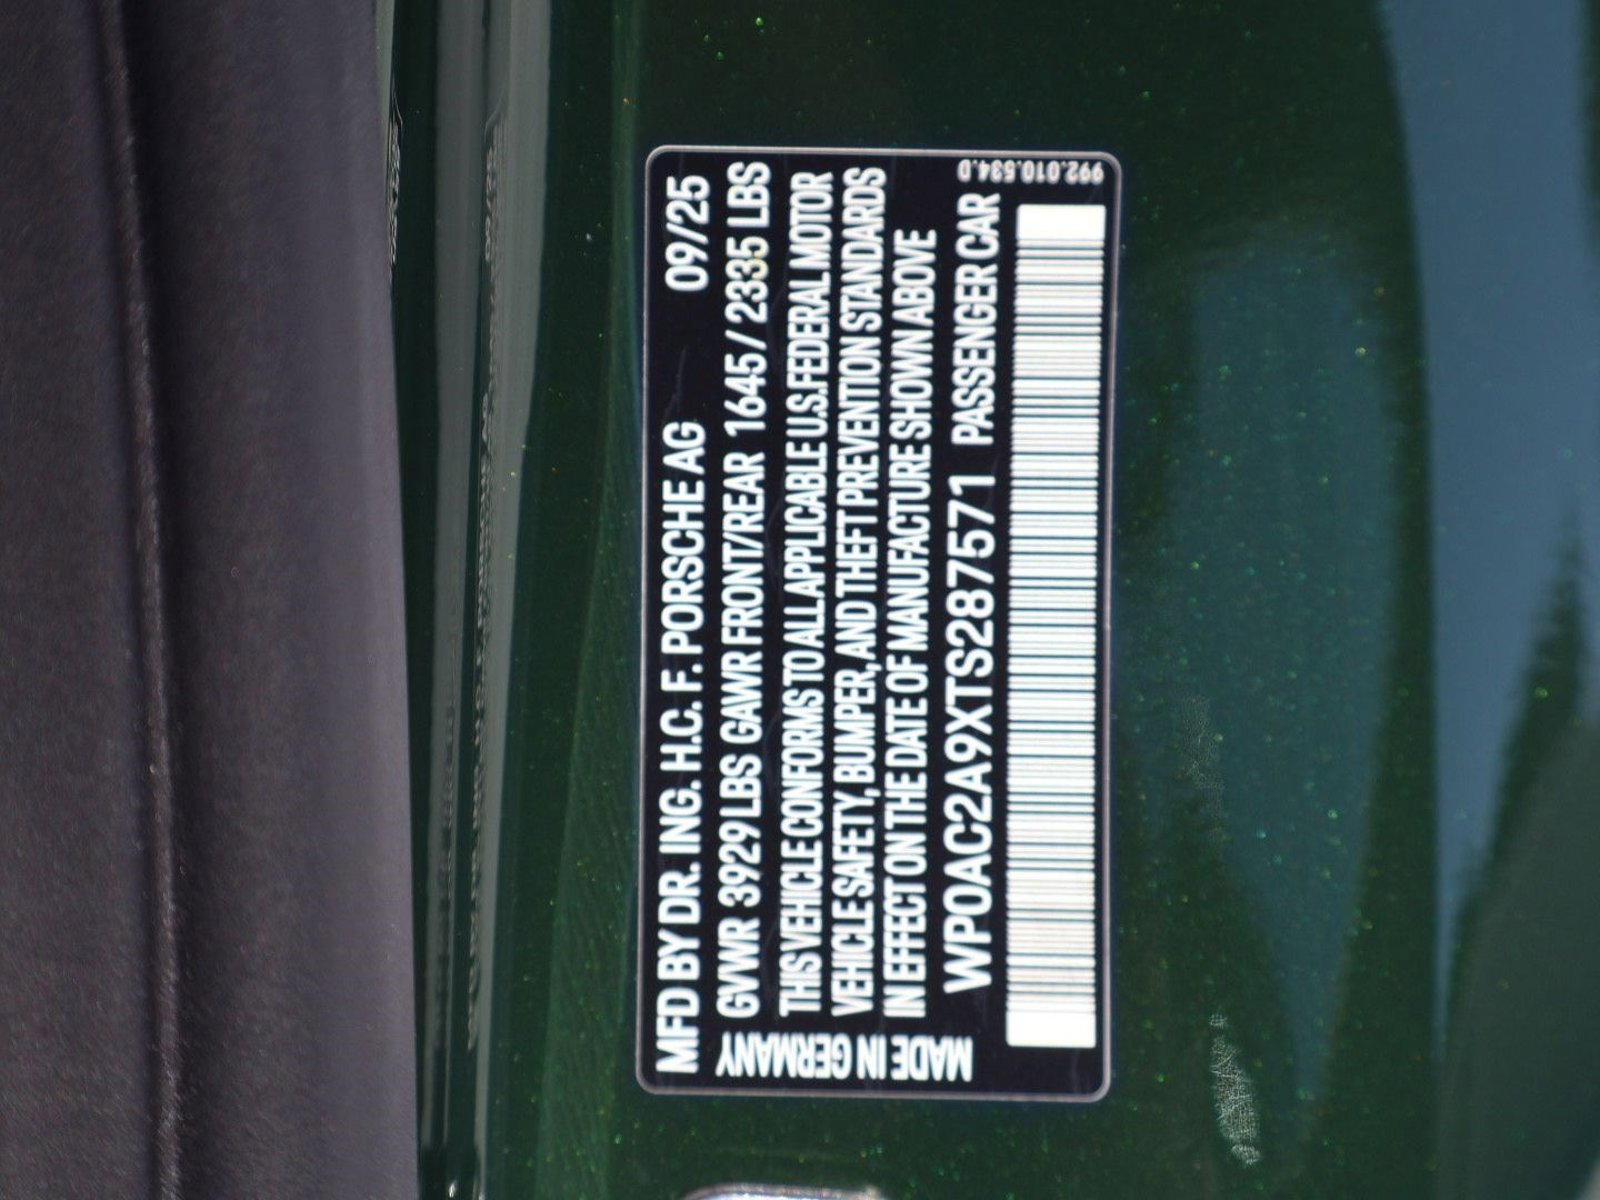 MFD BY DR. ING. H.C. F. PORSCHE AG 09/25
GVWR 3929 LBS GAWR FRONT/REAR 1645 / 2335 LBS
THIS VEHICLE CONFORMS TO ALL APPLICABLE U.S. FEDERAL MOTOR
VEHICLE SAFETY, BUMPER, AND THEFT PREVENTION STANDARDS
IN EFFECT ON THE DATE OF MANUFACTURE SHOWN ABOVE
WP0AC2A9XTS287571 PASSENGER CAR
MADE IN GERMANY
992.010.534.D